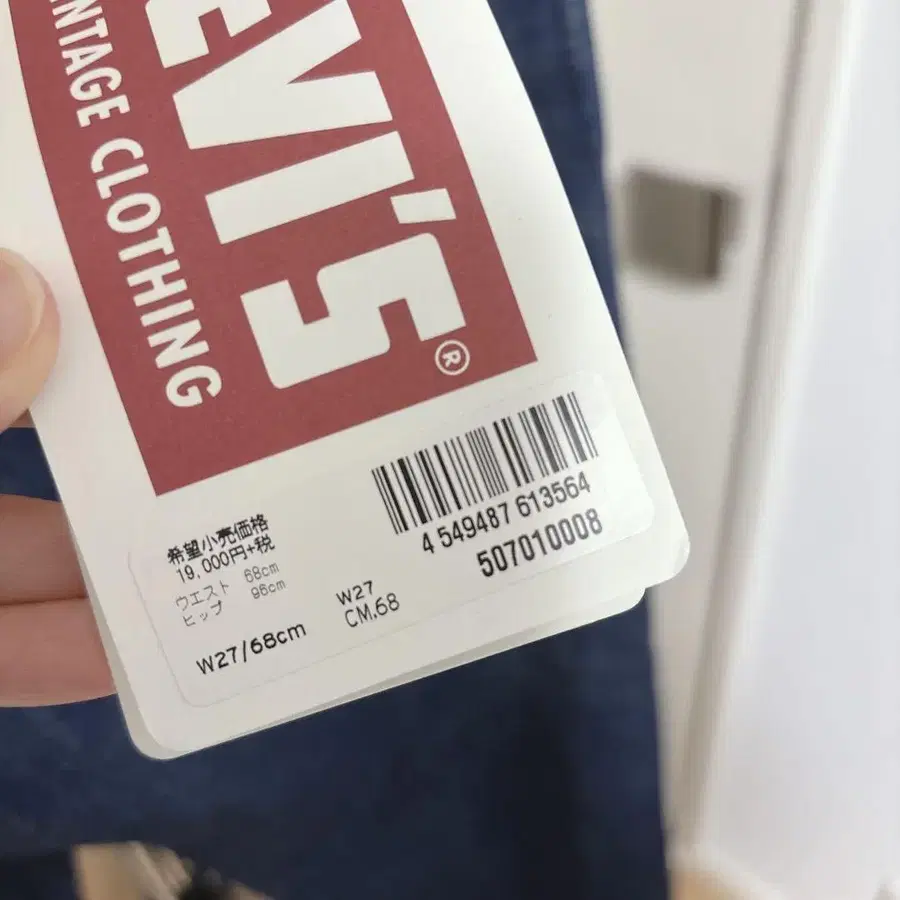 evi's®
NTAGE CLOTHING
4 549487 613564
507010008
希望小売価格
19,000円+税
ウエスト 68cm
ヒップ 96cm
W27
CM.68
W27/68cm